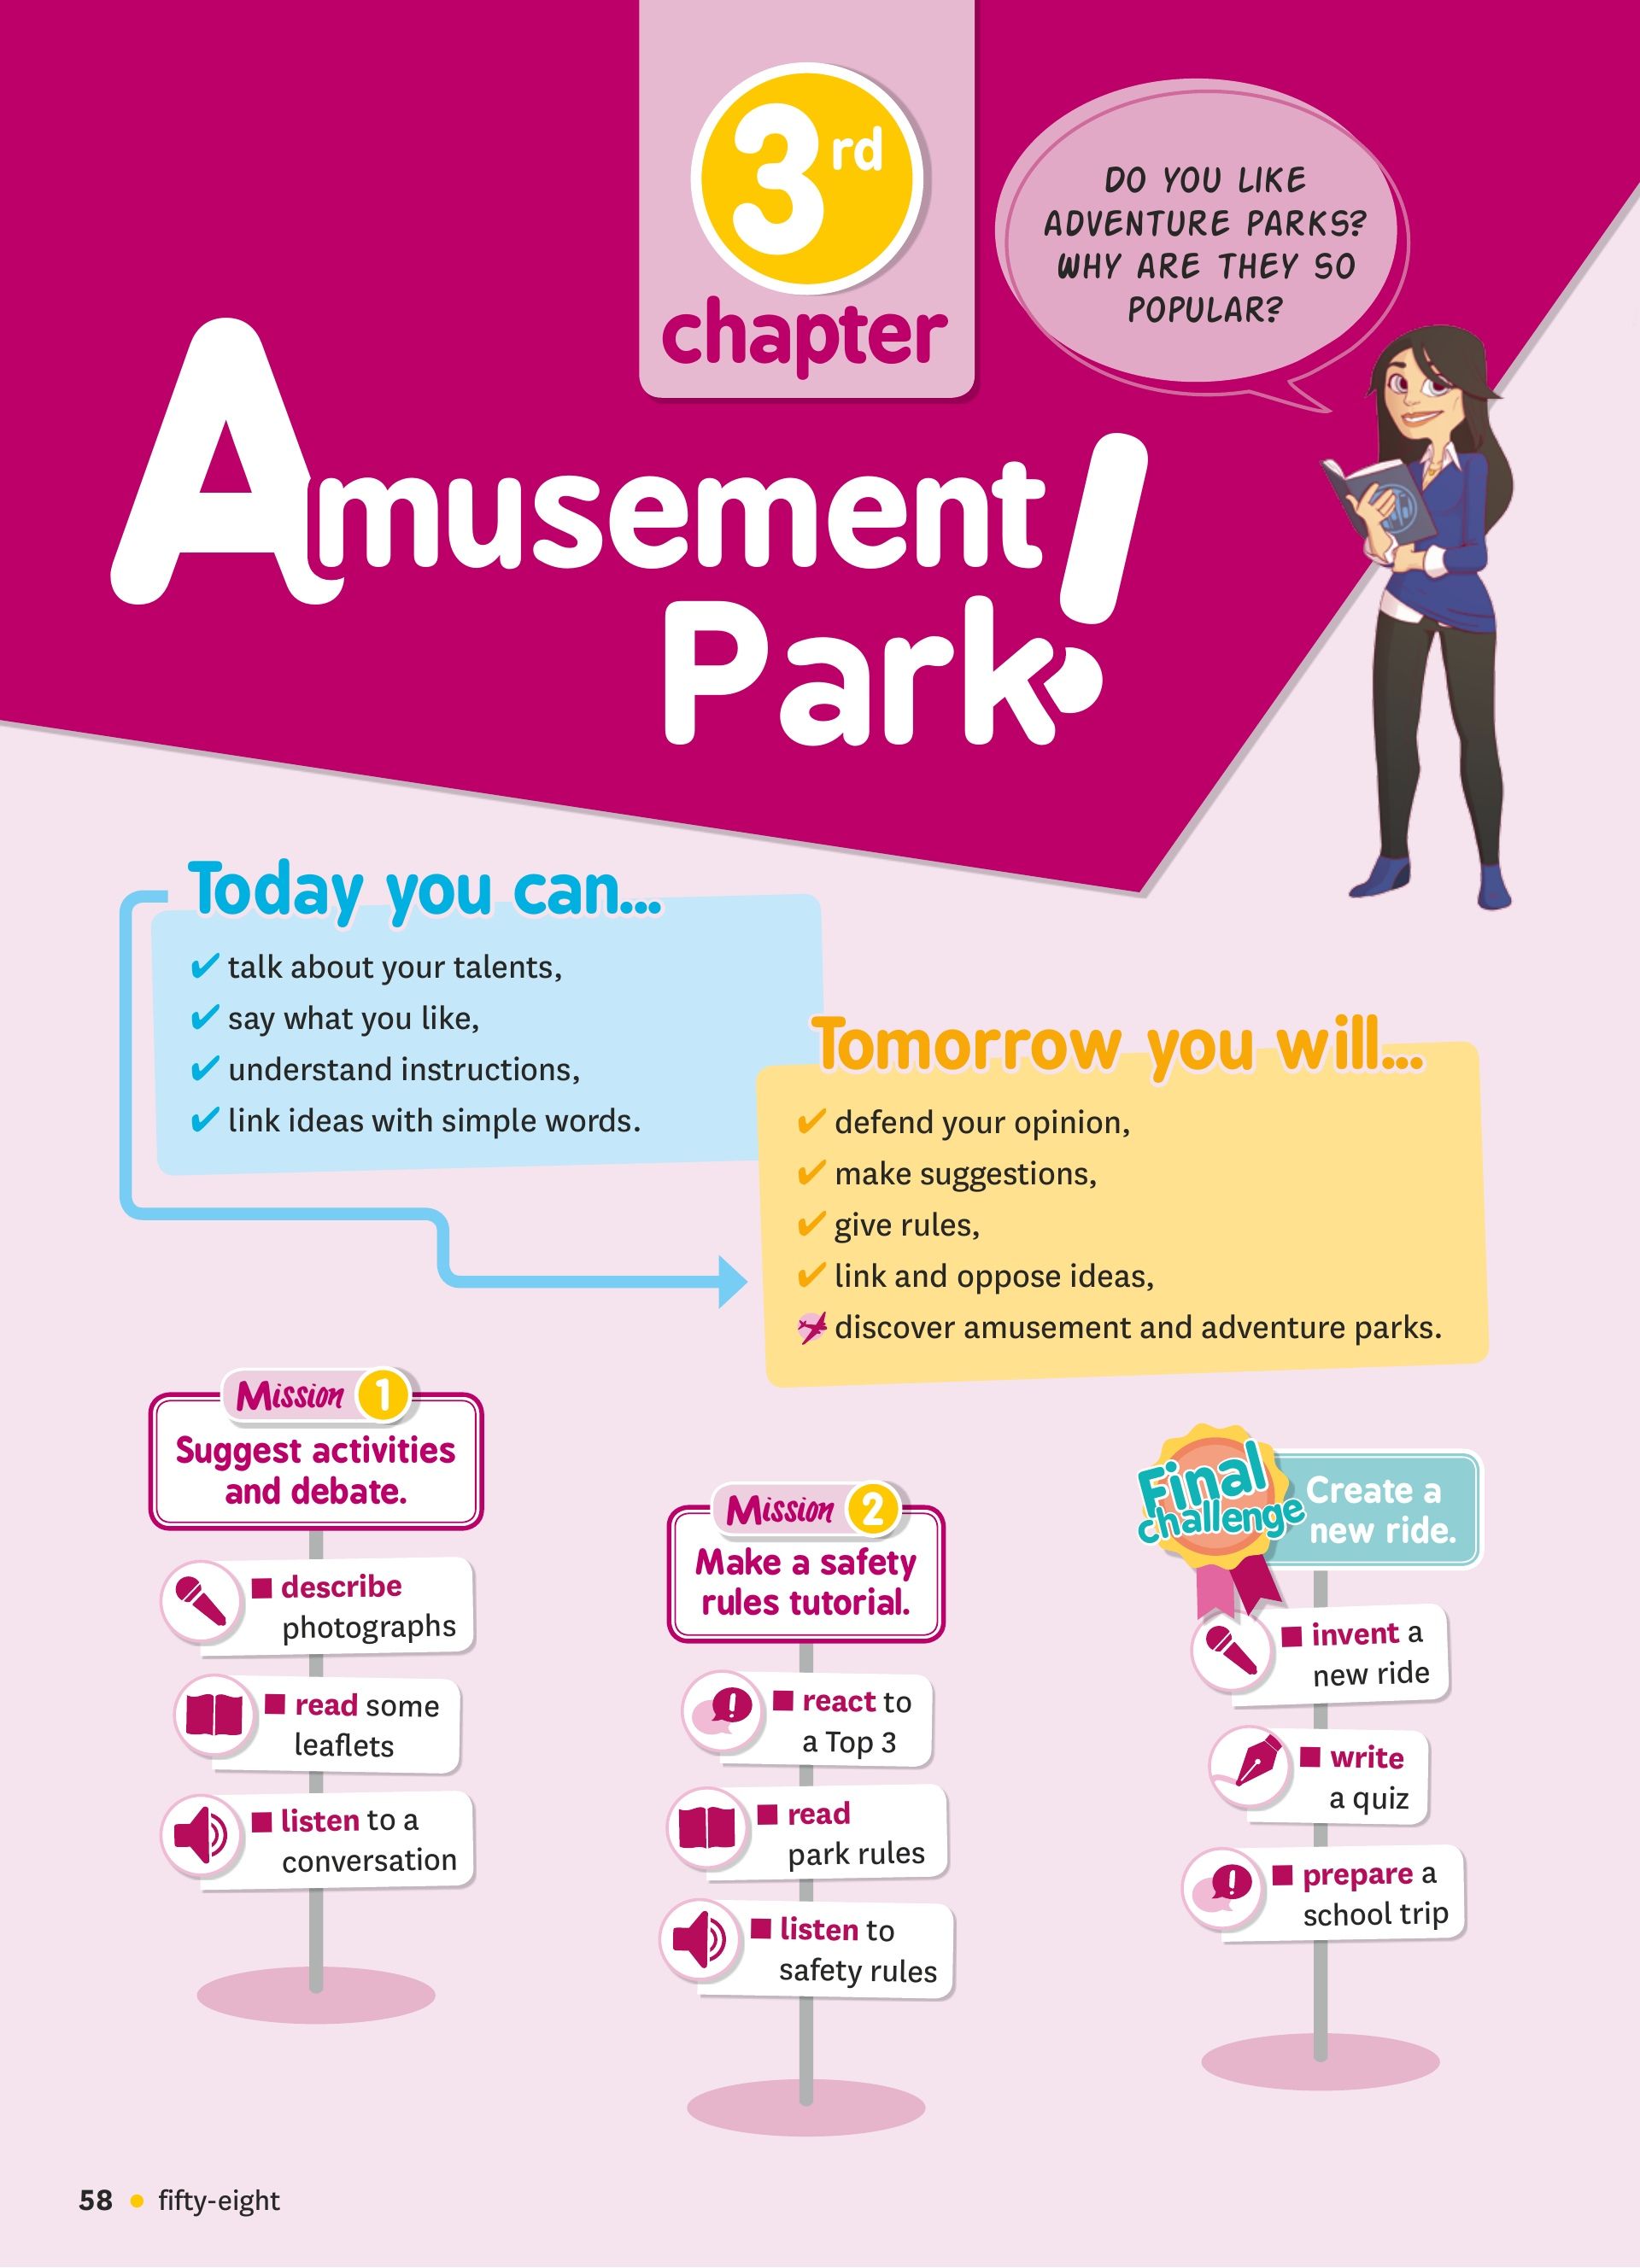 3rd
chapter
DO YOU LIKE
ADVENTURE PARKS?
WHY ARE THEY SO
POPULAR?
Amusement
Park!
Today you can...
✔ talk about your talents,
✔ say what you like,
✔ understand instructions,
✔ link ideas with simple words.
Tomorrow you will...
✔ defend your opinion,
✔ make suggestions,
✔ give rules,
✔ link and oppose ideas,
discover amusement and adventure parks.
Mission 1
Suggest activities
and debate.
■ describe
photographs
■ read some
leaflets
■ listen to a
conversation
Mission 2
Make a safety
rules tutorial.
■ react to
a Top 3
■ read
park rules
■ listen to
safety rules
Final
challenge
Create a
new ride.
■ invent a
new ride
■ write
a quiz
■ prepare a
school trip
58 • fifty-eight